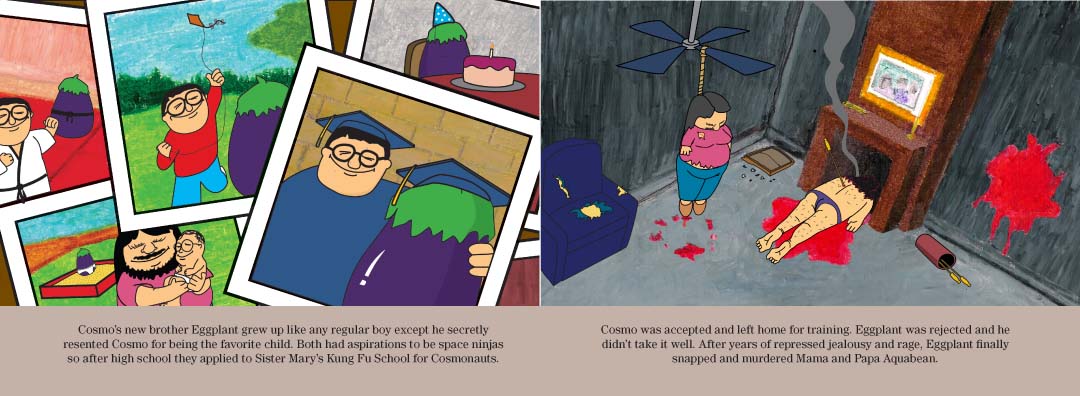 Cosmo's new brother Eggplant grew up like any regular boy except he secretly
resented Cosmo for being the favorite child. Both had aspirations to be space ninjas
so after high school they applied to Sister Mary's Kung Fu School for Cosmonauts.
Cosmo was accepted and left home for training. Eggplant was rejected and he
didn't take it well. After years of repressed jealousy and rage, Eggplant finally
snapped and murdered Mama and Papa Aquabean.